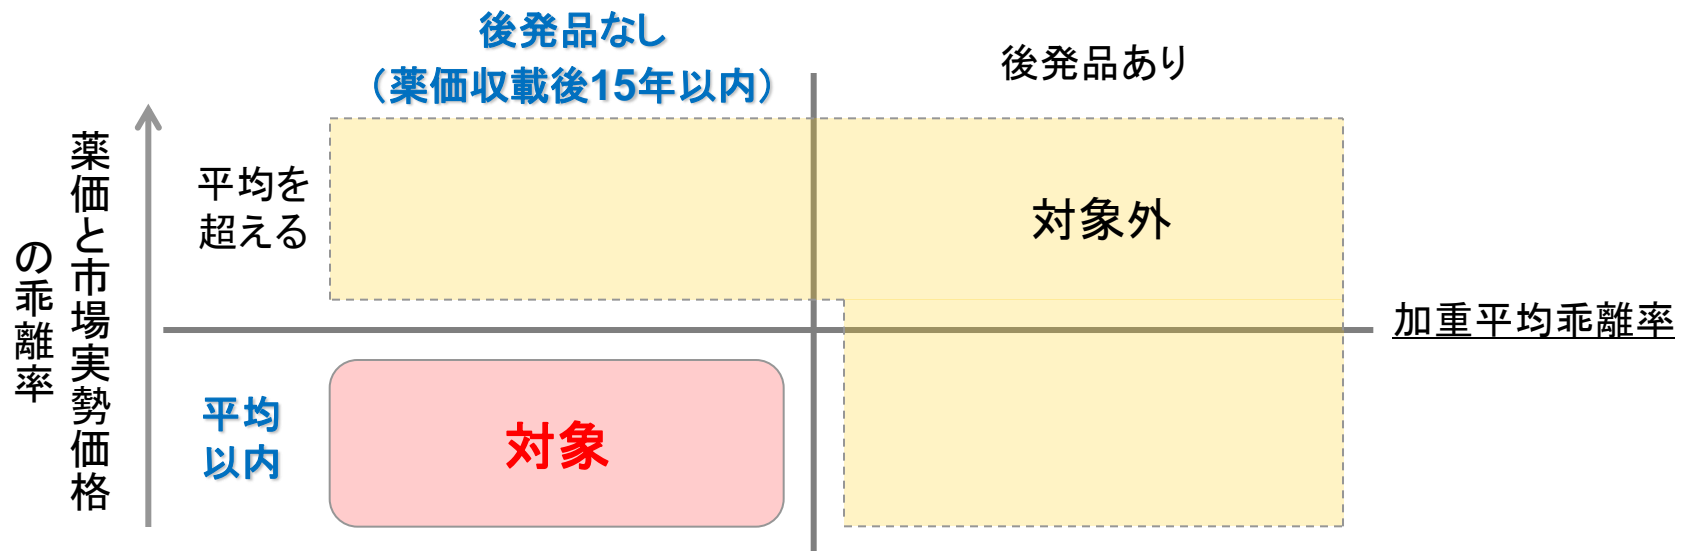 後発品なし
（薬価収載後15年以内）
後発品あり
薬価と市場実勢価格
の乖離率
平均を
超える
対象外
加重平均乖離率
平均
以内
対象